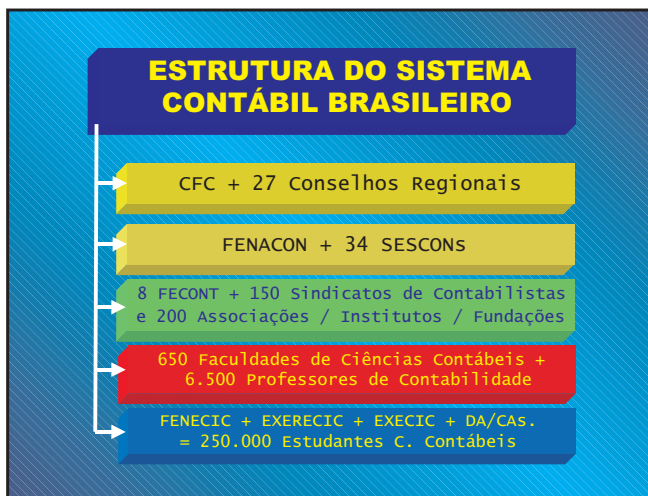 ESTRUTURA DO SISTEMA
CONTÁBIL BRASILEIRO
CFC + 27 Conselhos Regionais
FENACON + 34 SESCONs
8 FECONT + 150 Sindicatos de Contabilistas
e 200 Associações / Institutos / Fundações
650 Faculdades de Ciências Contábeis +
6.500 Professores de Contabilidade
FENECIC + EXERECIC + EXECIC + DA/CAs.
= 250.000 Estudantes C. Contábeis